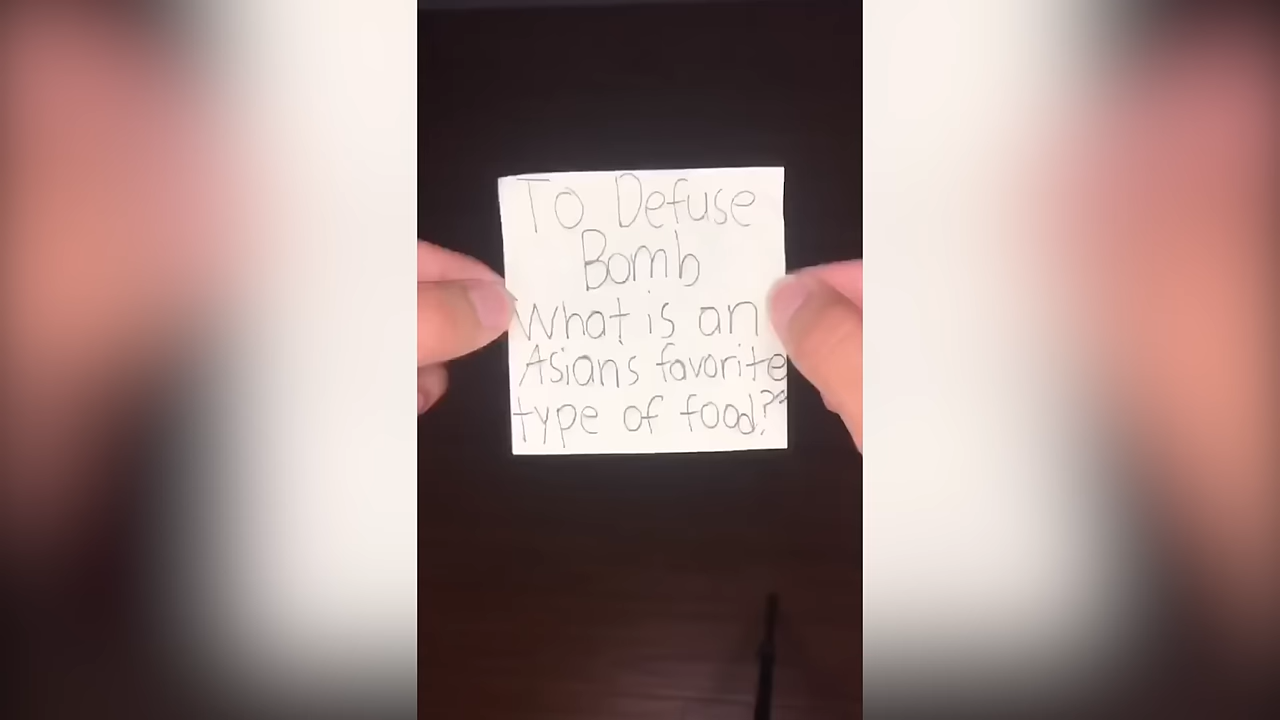 To Defuse
Bomb
What is an
Asians favorite
type of food?